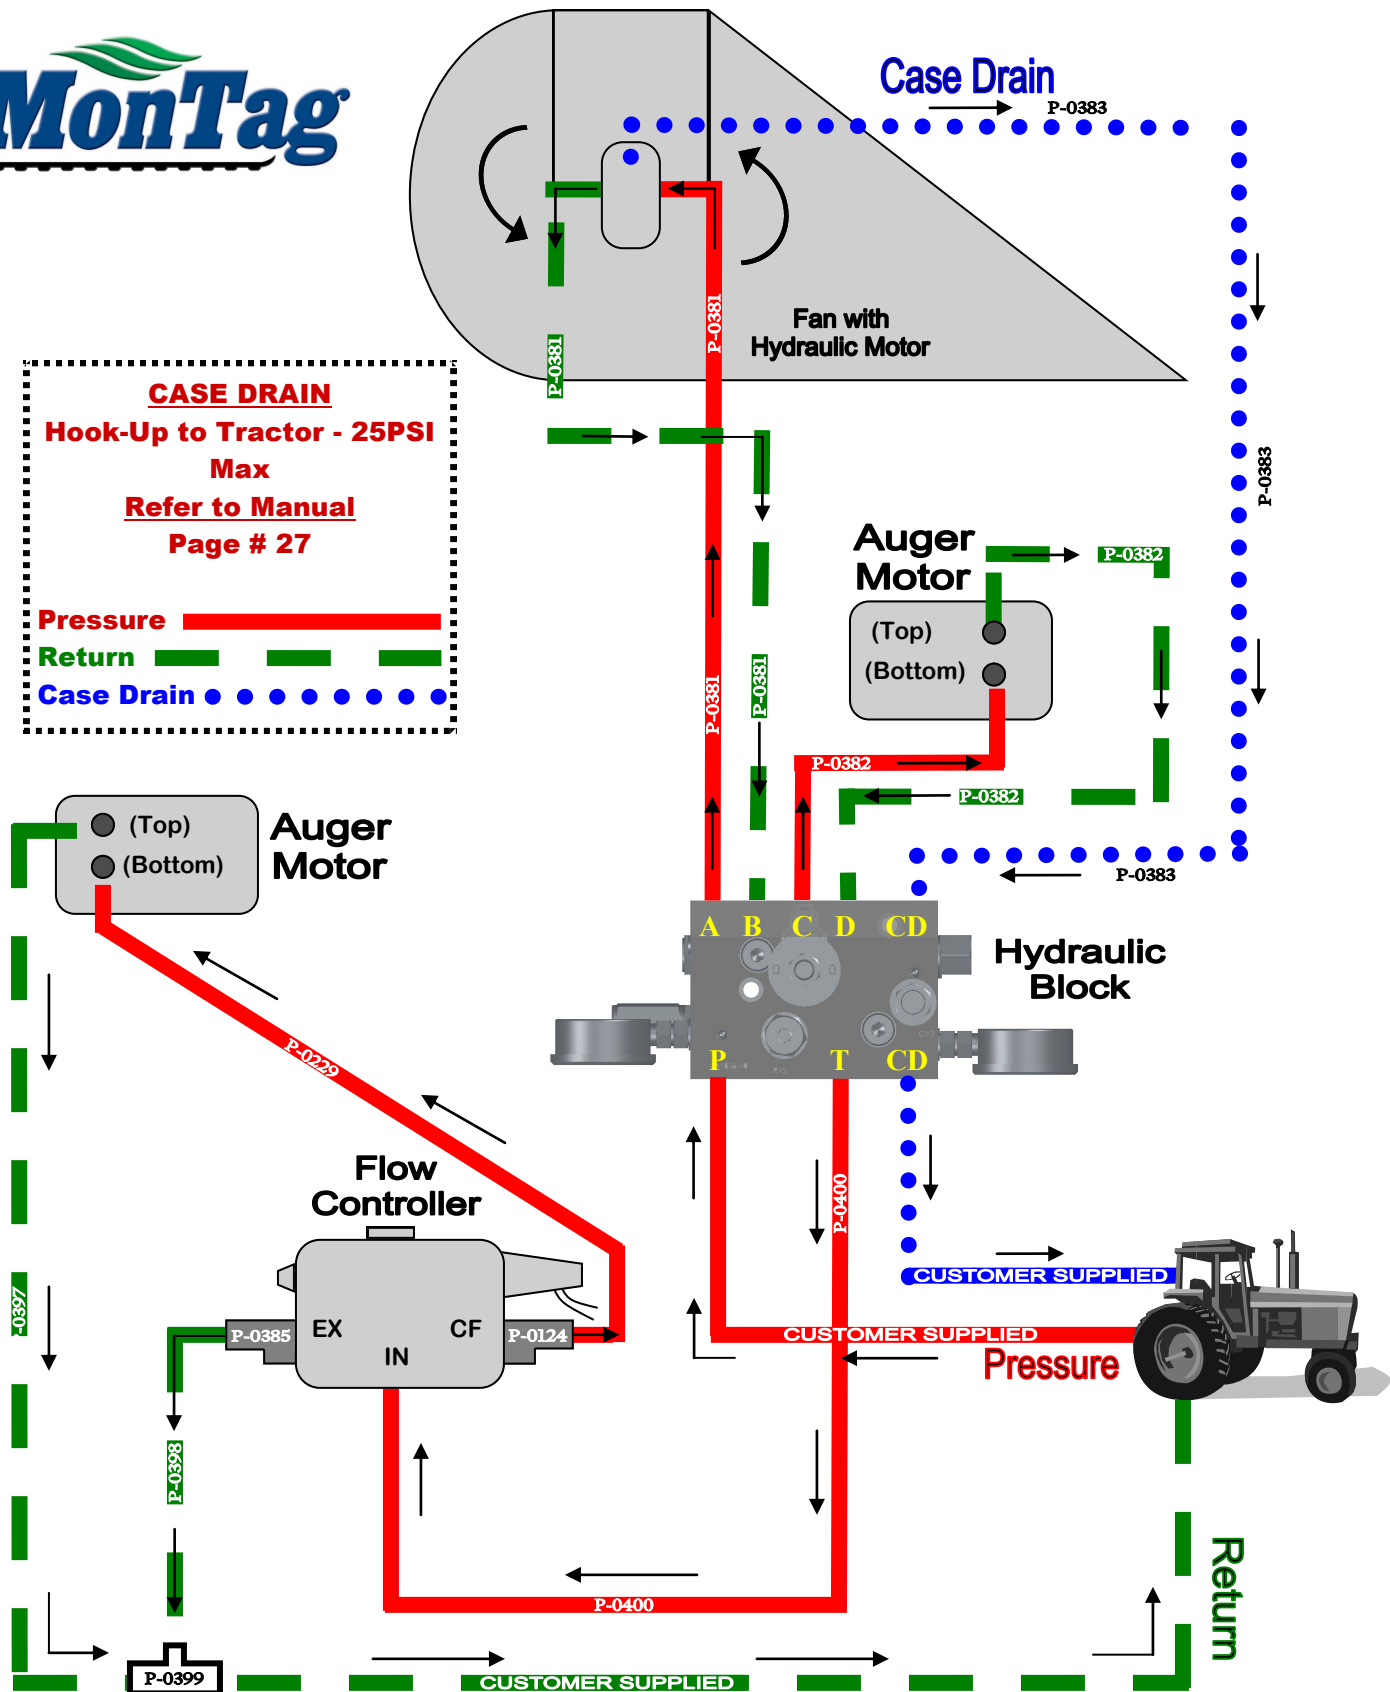 MonTag
Case Drain
P-0383
P-0381
Fan with
Hydraulic Motor
P-0381
CASE DRAIN
Hook-Up to Tractor - 25PSI
Max
Refer to Manual
Page # 27
Pressure
Return
Case Drain
P-0383
Auger
Motor
P-0382
(Top)
(Bottom)
P-0381
P-0381
P-0382
P-0382
(Top)
(Bottom)
Auger
Motor
P-0383
A B C D CD
Hydraulic
Block
P T CD
P-0229
Flow
Controller
P-0400
CUSTOMER SUPPLIED
-0397
P-0385 EX CF P-0124
IN
CUSTOMER SUPPLIED
Pressure
P-0398
Return
P-0400
P-0399
CUSTOMER SUPPLIED